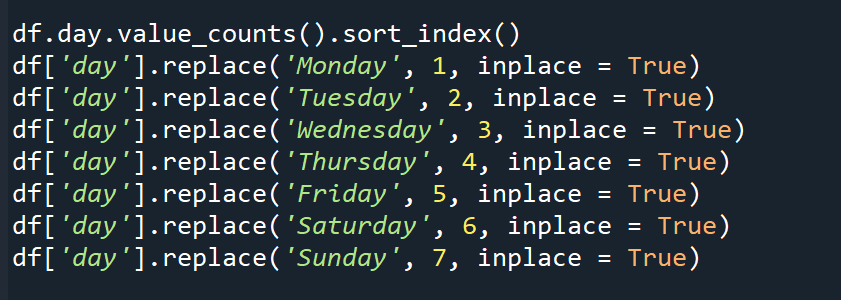 df.day.value_counts().sort_index()
df['day'].replace('Monday', 1, inplace = True)
df['day'].replace('Tuesday', 2, inplace = True)
df['day'].replace('Wednesday', 3, inplace = True)
df['day'].replace('Thursday', 4, inplace = True)
df['day'].replace('Friday', 5, inplace = True)
df['day'].replace('Saturday', 6, inplace = True)
df['day'].replace('Sunday', 7, inplace = True)